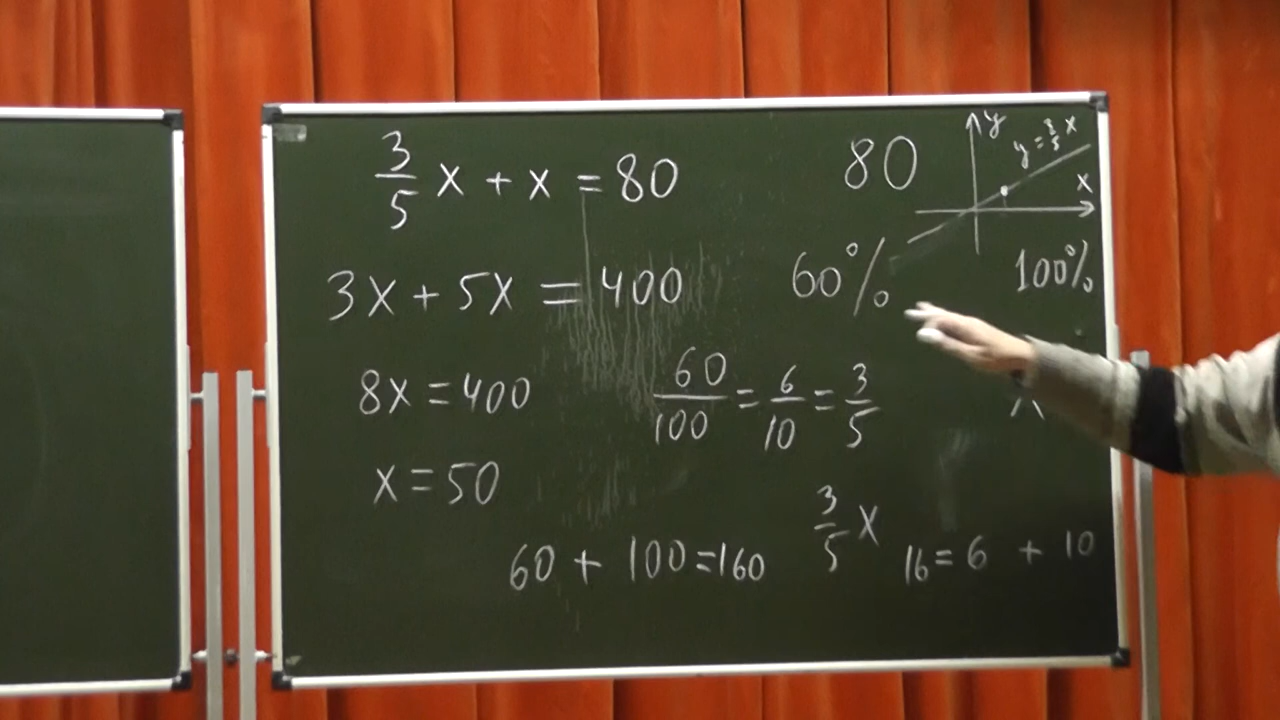 3/5 x + x = 80
80
y
y = 3/5 x
x
3x + 5x = 400
60%
100%
8x = 400
60/100 = 6/10 = 3/5
x
x = 50
3/5 x
60 + 100 = 160
16 = 6 + 10